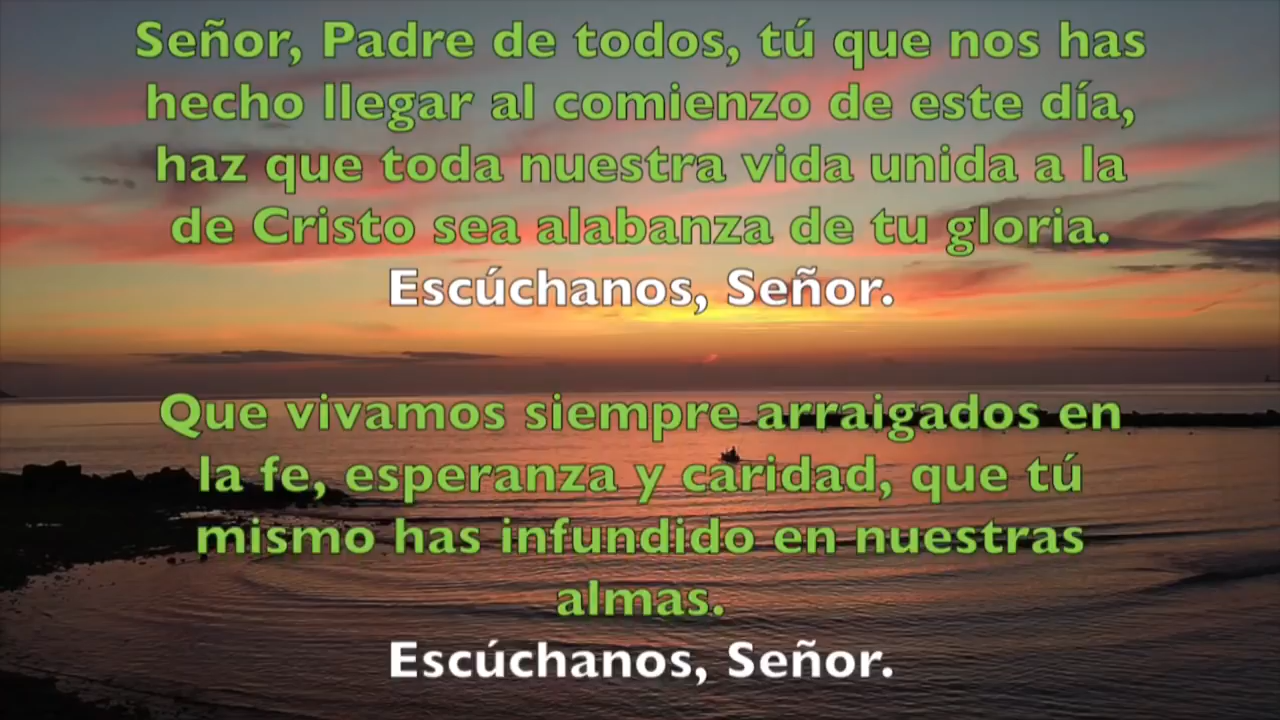 Señor, Padre de todos, tú que nos has
hecho llegar al comienzo de este día,
haz que toda nuestra vida unida a la
de Cristo sea alabanza de tu gloria.
Escúchanos, Señor.
Que vivamos siempre arraigados en
la fe, esperanza y caridad, que tú
mismo has infundido en nuestras
almas.
Escúchanos, Señor.